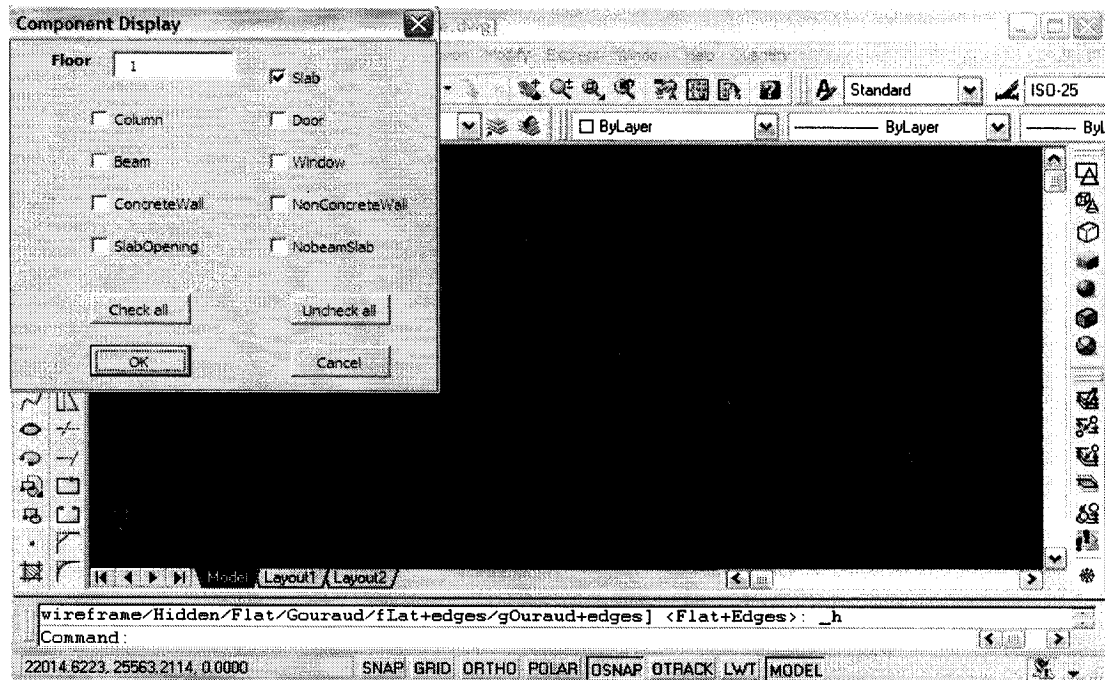 Component Display
.dwg]
Floor 1
Slab
Column
Door
Beam
Window
ConcreteWall
NonConcreteWall
SlabOpening
NobeamSlab
Check all
Uncheck all
OK
Cancel
Standard
ISO-25
ByLayer
ByLayer
ByL
Model
Layout1
Layout2
wireframe/Hidden/Flat/Gouraud/fLat+edges/gOuraud+edges] <Flat+Edges>: _h
Command:
22014.6223, 25563.2114, 0.0000 SNAP GRID ORTHO POLAR OSNAP OTRACK LWT MODEL